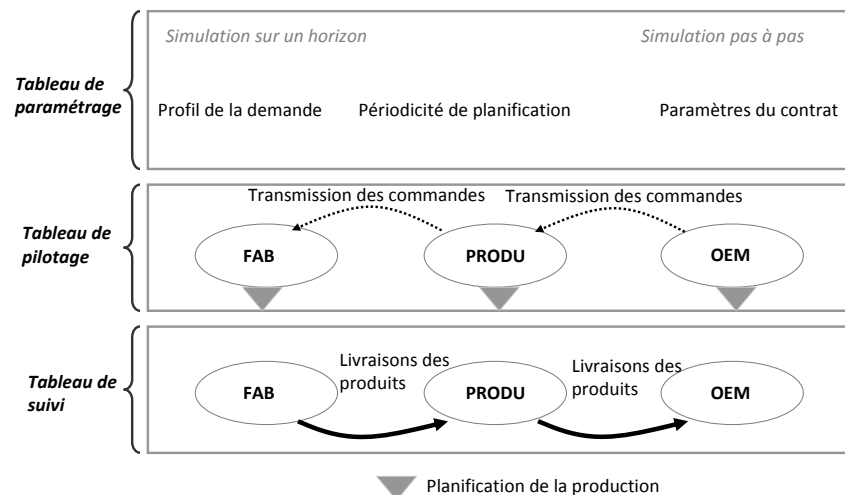 Simulation sur un horizon
Simulation pas à pas
Tableau de
paramétrage
Profil de la demande
Périodicité de planification
Paramètres du contrat
Transmission des commandes
Transmission des commandes
Tableau de
pilotage
FAB
PRODU
OEM
Livraisons des
produits
Livraisons des
produits
Tableau de
suivi
FAB
PRODU
OEM
Planification de la production